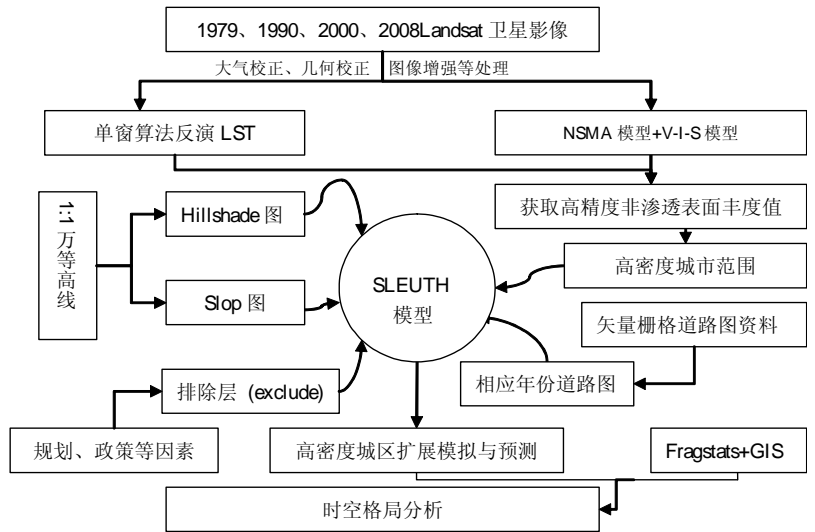 1979、1990、2000、2008Landsat 卫星影像
大气校正、几何校正 图像增强等处理
单窗算法反演 LST
NSMA 模型+V-I-S 模型
1:1 万等高线
Hillshade 图
获取高精度非渗透表面丰度值
SLEUTH
模型
高密度城市范围
Slop 图
矢量栅格道路图资料
排除层 (exclude)
相应年份道路图
规划、政策等因素
高密度城区扩展模拟与预测
Fragstats+GIS
时空格局分析